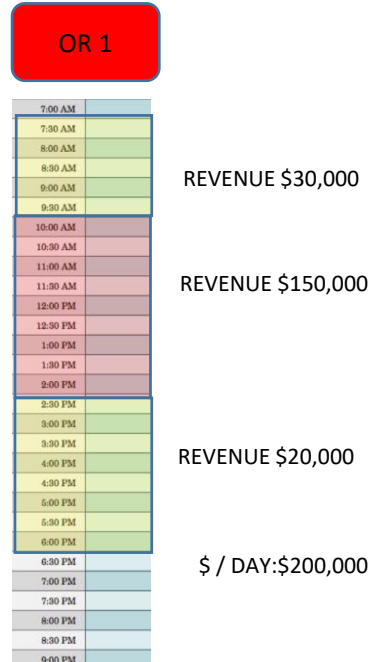 OR 1
7:00 AM
7:30 AM
8:00 AM
8:30 AM
9:00 AM
9:30 AM
REVENUE $30,000
10:00 AM
10:30 AM
11:00 AM
11:30 AM
12:00 PM
12:30 PM
1:00 PM
1:30 PM
2:00 PM
REVENUE $150,000
2:30 PM
3:00 PM
3:30 PM
4:00 PM
4:30 PM
5:00 PM
5:30 PM
6:00 PM
REVENUE $20,000
6:30 PM
7:00 PM
7:30 PM
8:00 PM
8:30 PM
9:00 PM
$ / DAY:$200,000